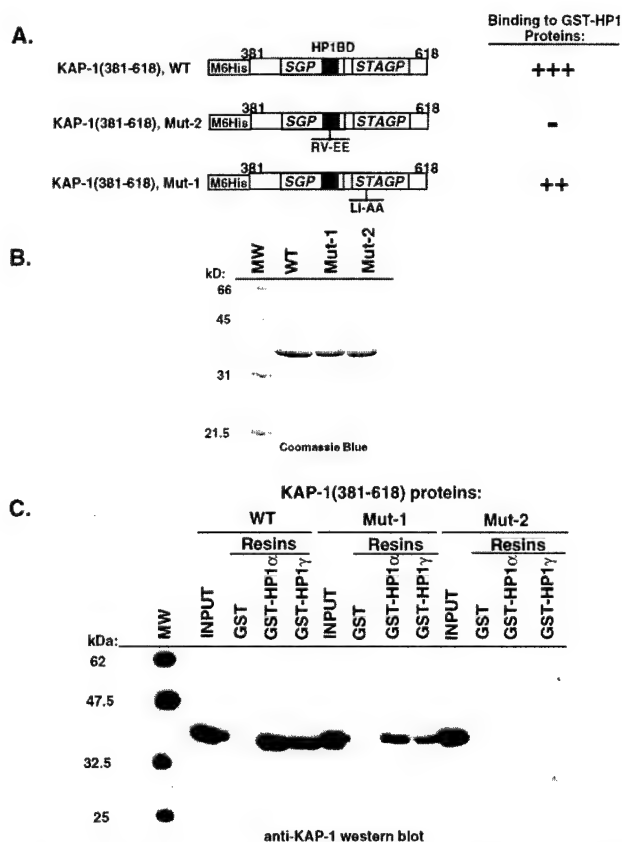 A.
Binding to GST-HP1
Proteins:
381 HP1BD 618
KAP-1(381-618), WT M6His SGP STAGP +++
381 618
KAP-1(381-618), Mut-2 M6His SGP STAGP -
RV-EE
381 618
KAP-1(381-618), Mut-1 M6His SGP STAGP ++
LI-AA
B.
kD: MW WT Mut-1 Mut-2
66
45
31
21.5
Coomassie Blue
C.
KAP-1(381-618) proteins:
WT Mut-1 Mut-2
Resins Resins Resins
kDa: MW INPUT GST GST-HP1α GST-HP1γ INPUT GST GST-HP1α GST-HP1γ INPUT GST GST-HP1α GST-HP1γ
62
47.5
32.5
25
anti-KAP-1 western blot